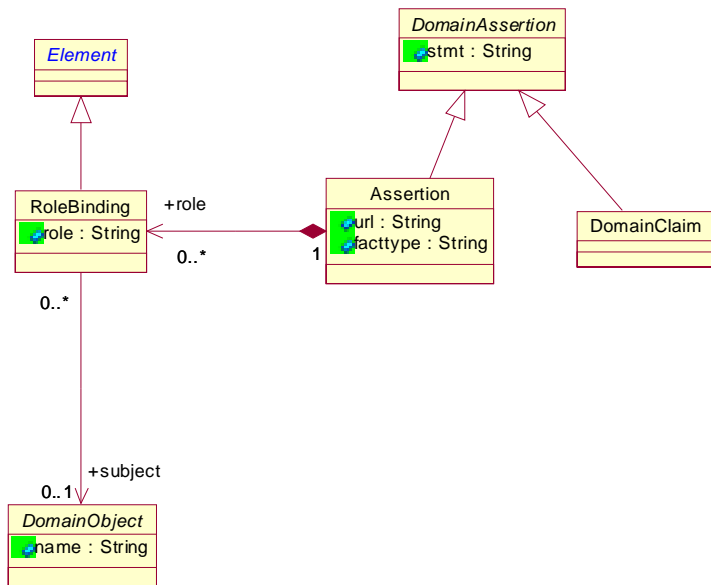 DomainAssertion
stmt : String
Element
RoleBinding
role : String
+role
0..*
Assertion
url : String
facttype : String
1
DomainClaim
0..*
+subject
0..1
DomainObject
name : String